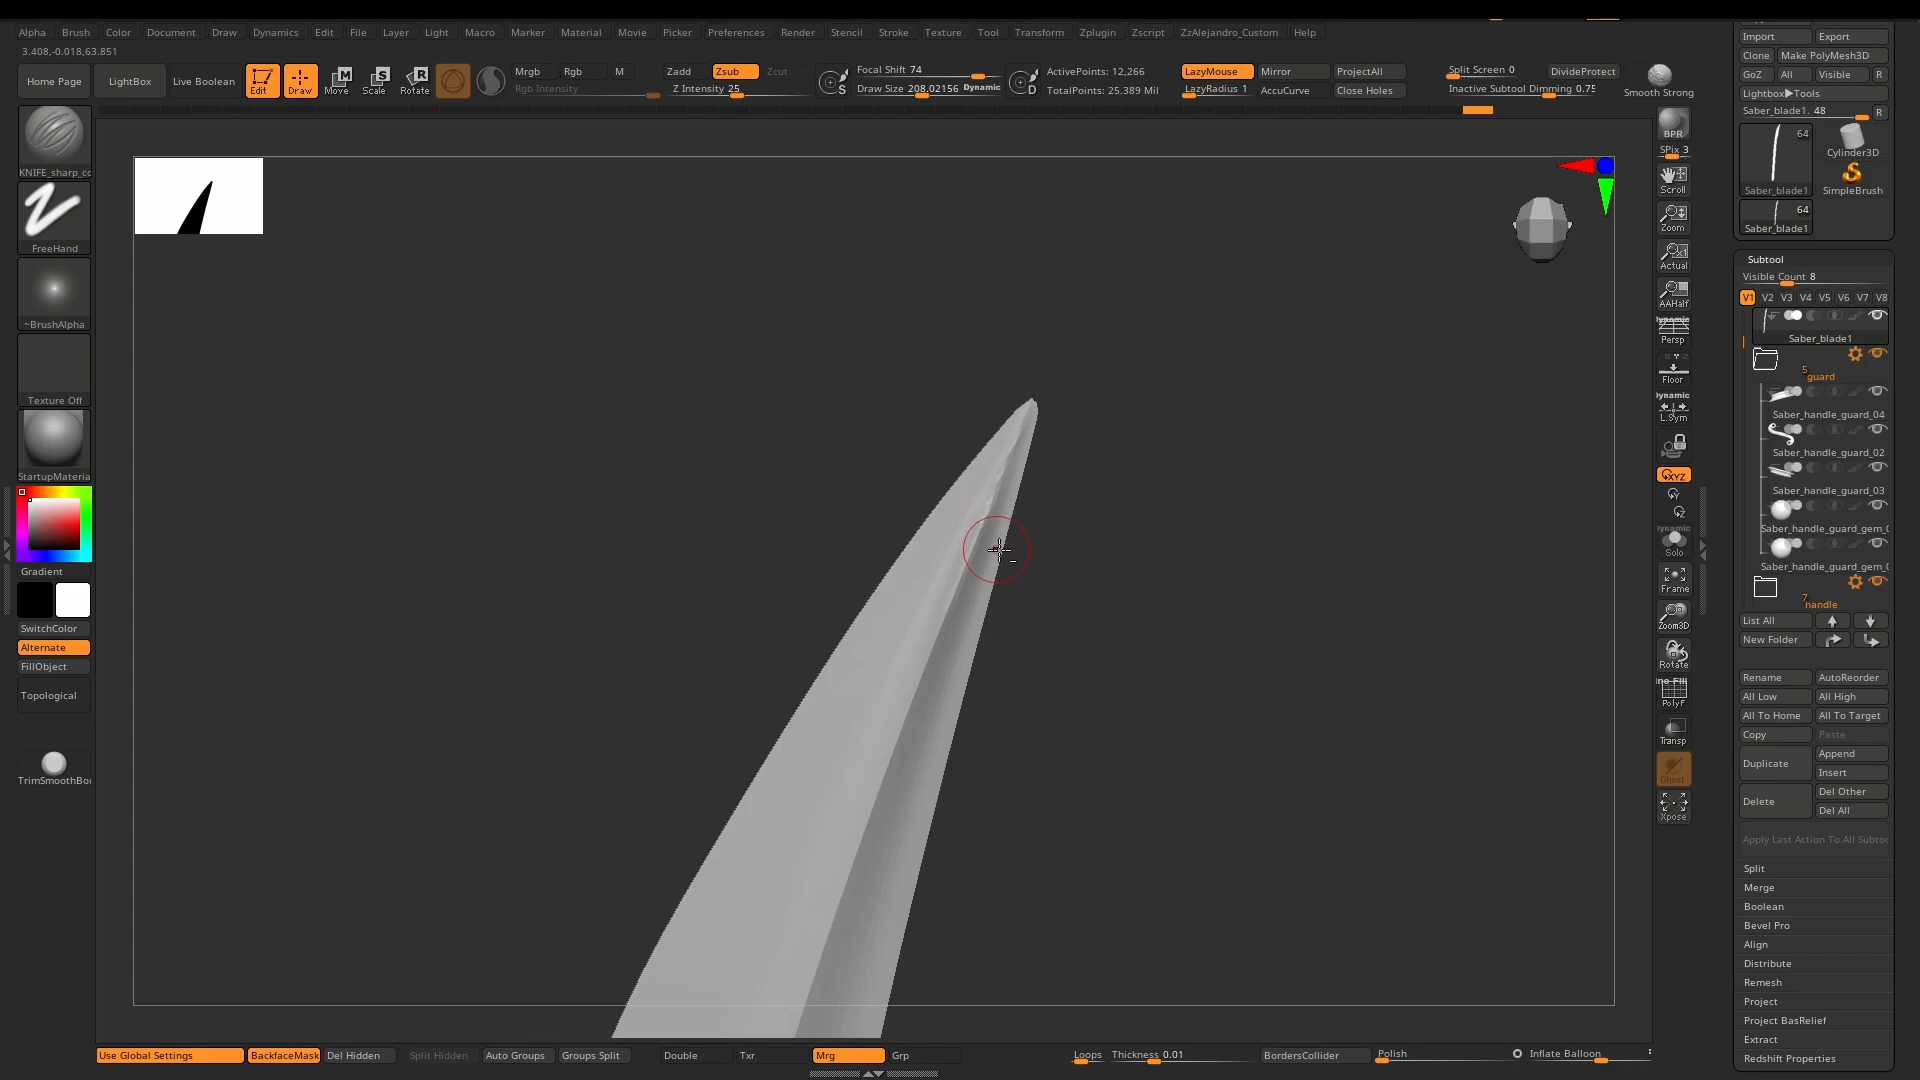 Alpha Brush Color Document Draw Dynamics Edit File Layer Light Macro Marker Material Movie Picker Preferences Render Stencil Stroke Texture Tool Transform Zplugin Zscript ZzAlejandro_Custom Help
3.408,-0.018,63.851
Home Page LightBox Live Boolean Edit Draw Move Scale Rotate
Mrgb Rgb M
Rgb Intensity
Zadd Zsub Zcut
Z Intensity 25
Focal Shift 74
Draw Size 208.02156 Dynamic
ActivePoints: 12,266
TotalPoints: 25.389 Mil
LazyMouse Mirror ProjectAll
LazyRadius 1 AccuCurve Close Holes
Split Screen 0 DivideProtect
Inactive Subtool Dimming 0.75
Smooth Strong
KNIFE_sharp_cc
FreeHand
~BrushAlpha
Texture Off
StartupMateria
Gradient
SwitchColor
Alternate
FillObject
Topological
TrimSmoothBor
BPR
SPix 3
Scroll
Zoom
Actual
AAHalf
Dynamic
Persp
Floor
Dynamic
L.Sym
XYZ
Dynamic
Solo
Frame
Zoom3D
Rotate
PolyF
Transp
Ghost
Xpose
Import Export
Clone Make PolyMesh3D
GoZ All Visible R
Lightbox▶Tools
Saber_blade1. 48 R
64
Cylinder3D
Saber_blade1 SimpleBrush
64
Saber_blade1
Subtool
Visible Count 8
V1 V2 V3 V4 V5 V6 V7 V8
Saber_blade1
5
guard
Saber_handle_guard_04
Saber_handle_guard_02
Saber_handle_guard_03
Saber_handle_guard_gem_0
Saber_handle_guard_gem_0
7
handle
List All
New Folder
Rename AutoReorder
All Low All High
All To Home All To Target
Copy Paste
Duplicate Append
Insert
Delete Del Other
Del All
Apply Last Action To All Subtoo
Split
Merge
Boolean
Bevel Pro
Align
Distribute
Remesh
Project
Project BasRelief
Extract
Redshift Properties
Use Global Settings BackfaceMask Del Hidden Split Hidden Auto Groups Groups Split Double Txr Mrg Grp Loops Thickness 0.01 BordersCollider Polish Inflate Balloon